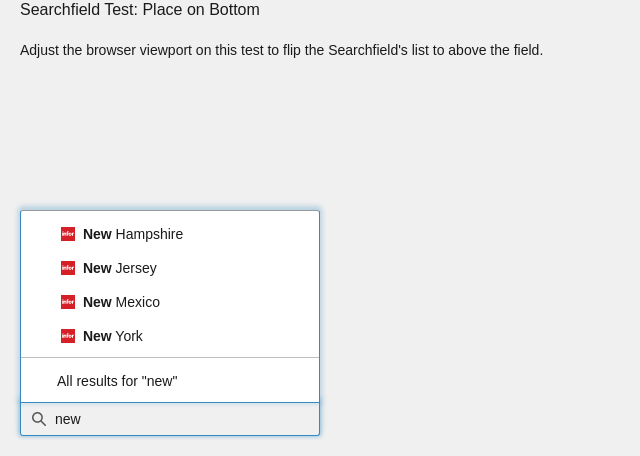 Searchfield Test: Place on Bottom
Adjust the browser viewport on this test to flip the Searchfield's list to above the field.
infor New Hampshire
infor New Jersey
infor New Mexico
infor New York
All results for "new"
new